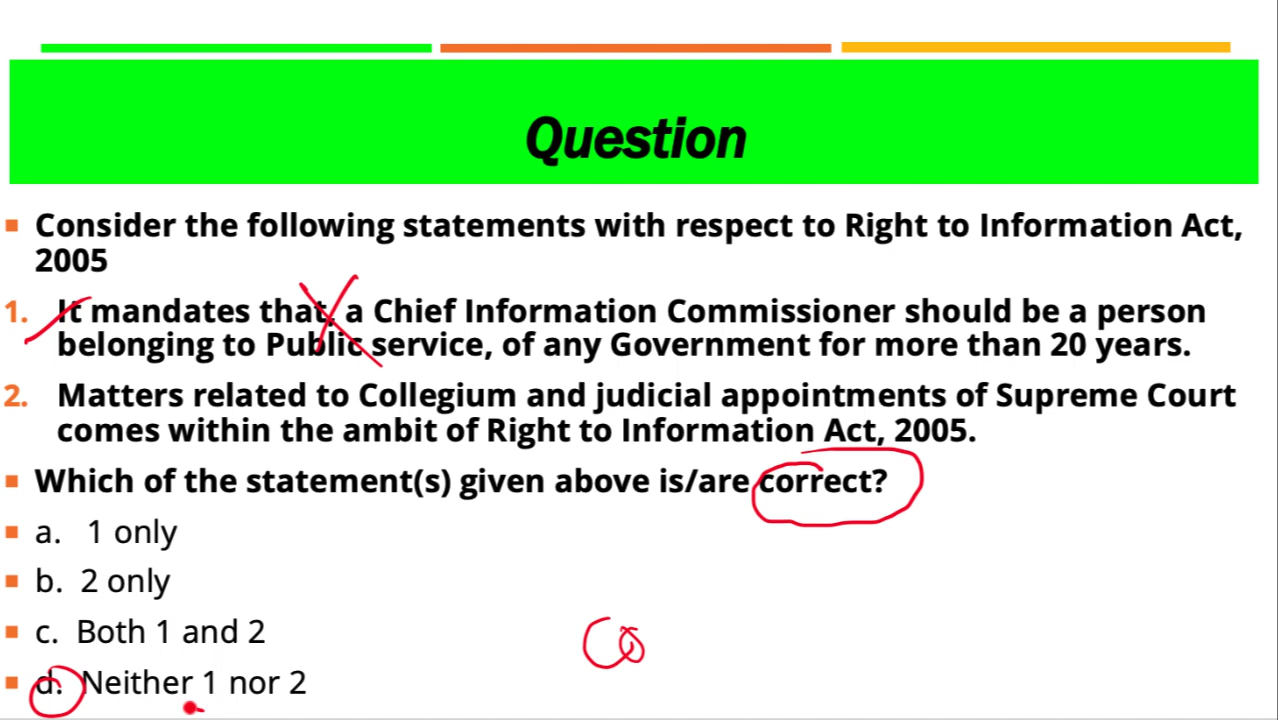 Question
Consider the following statements with respect to Right to Information Act,
2005
1. It mandates that, a Chief Information Commissioner should be a person
belonging to Public service, of any Government for more than 20 years.
2. Matters related to Collegium and judicial appointments of Supreme Court
comes within the ambit of Right to Information Act, 2005.
Which of the statement(s) given above is/are correct?
a. 1 only
b. 2 only
c. Both 1 and 2
d. Neither 1 nor 2